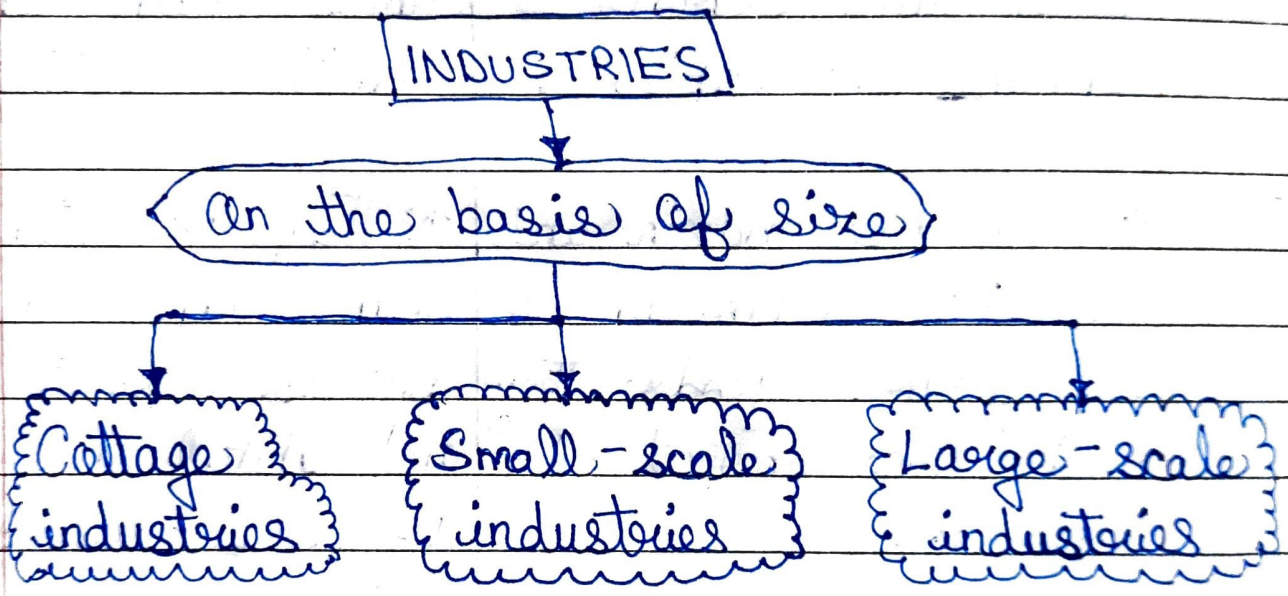 INDUSTRIES
On the basis of size
Cottage industries
Small-scale industries
Large-scale industries